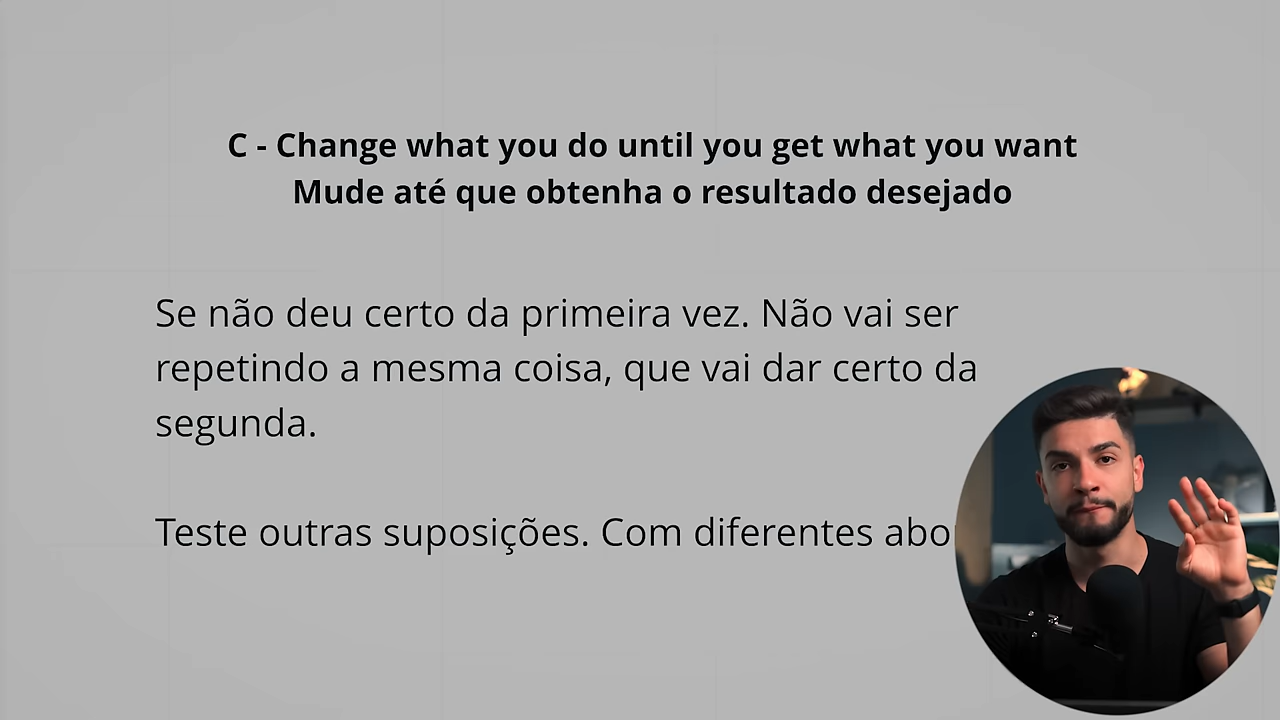 C - Change what you do until you get what you want
Mude até que obtenha o resultado desejado
Se não deu certo da primeira vez. Não vai ser
repetindo a mesma coisa, que vai dar certo da
segunda.
Teste outras suposições. Com diferentes